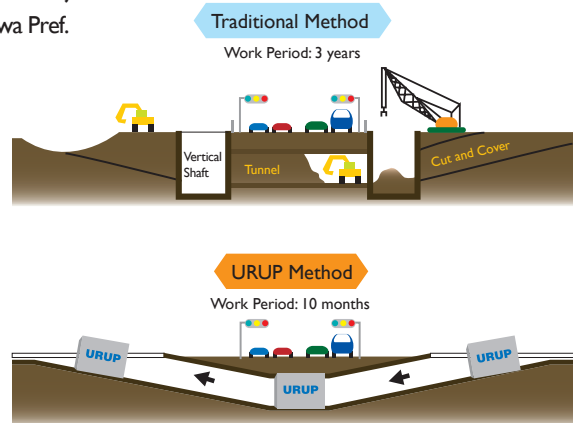 wa Pref.
Traditional Method
Work Period: 3 years
Vertical
Shaft
Tunnel
Cut and Cover
URUP Method
Work Period: 10 months
URUP
URUP
URUP